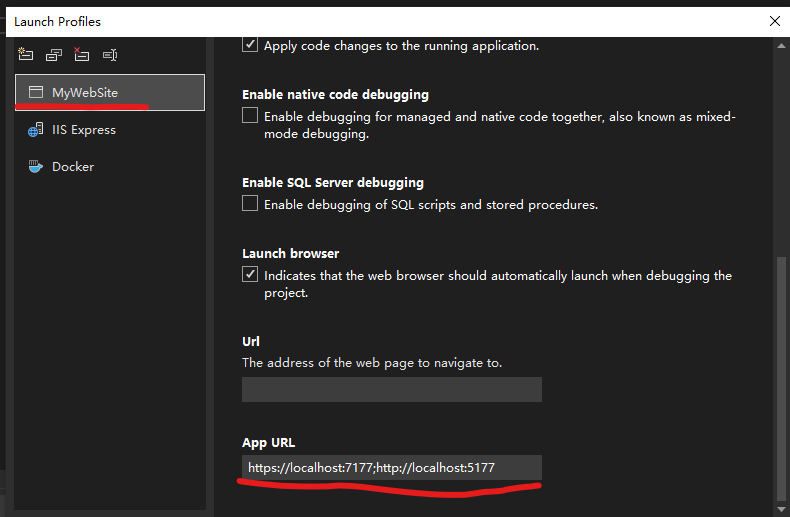 Launch Profiles
MyWebSite
IIS Express
Docker
Apply code changes to the running application.
Enable native code debugging
Enable debugging for managed and native code together, also known as mixed-
mode debugging.
Enable SQL Server debugging
Enable debugging of SQL scripts and stored procedures.
Launch browser
Indicates that the web browser should automatically launch when debugging the
project.
Url
The address of the web page to navigate to.
App URL
https://localhost:7177;http://localhost:5177